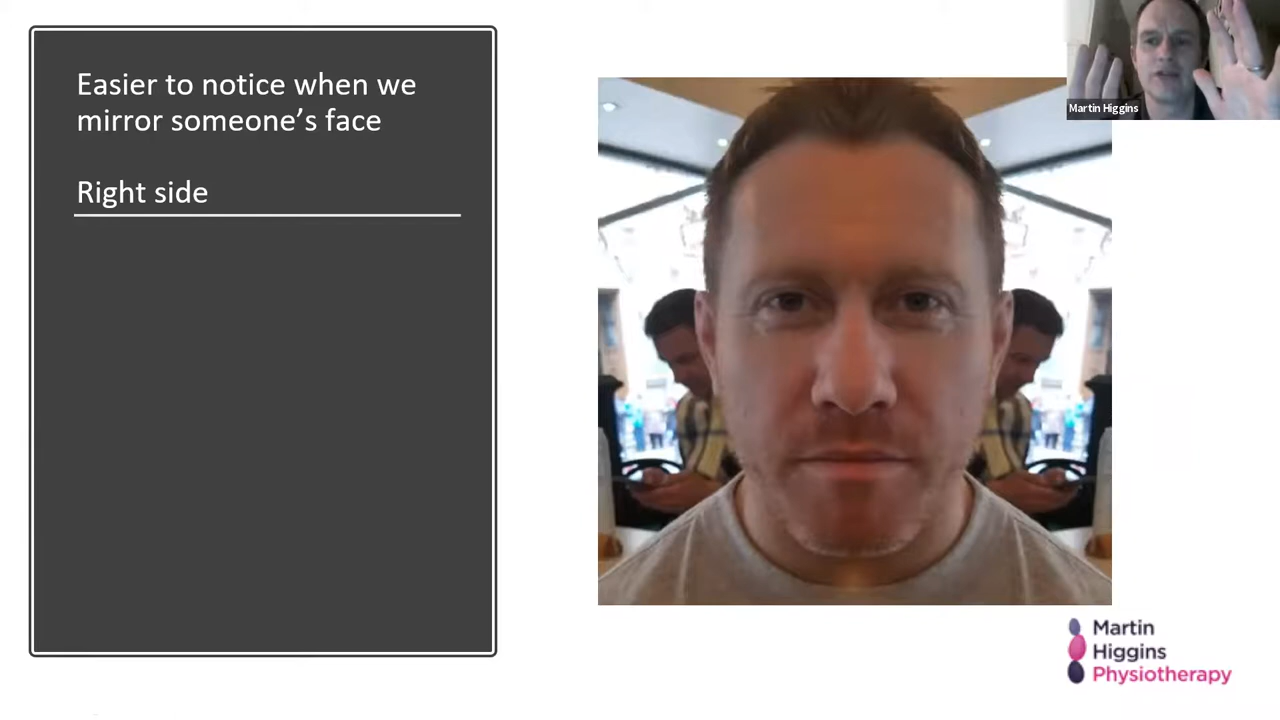 Easier to notice when we
mirror someone’s face
Right side
Martin Higgins
Martin
Higgins
Physiotherapy